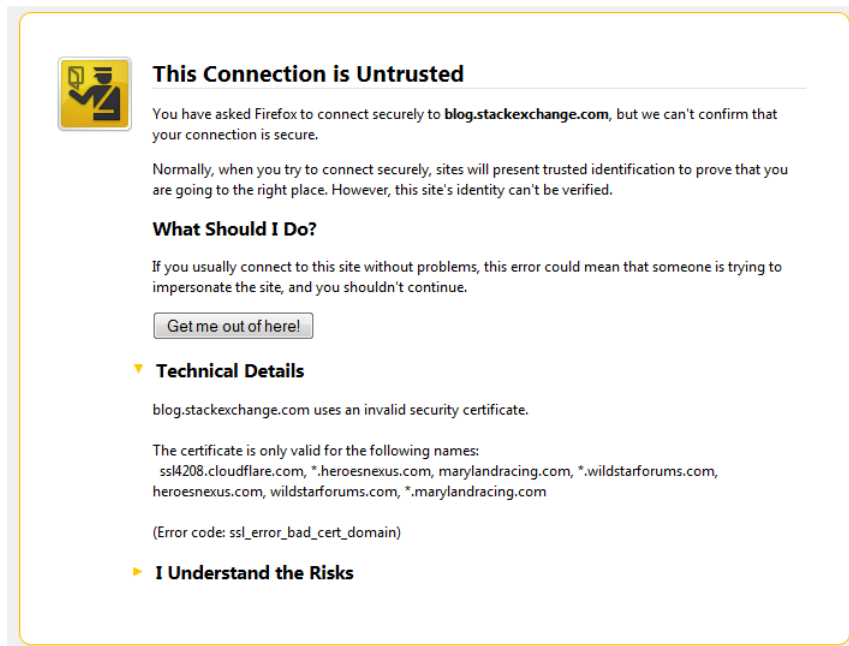 This Connection is Untrusted
You have asked Firefox to connect securely to blog.stackexchange.com, but we can't confirm that
your connection is secure.
Normally, when you try to connect securely, sites will present trusted identification to prove that you
are going to the right place. However, this site's identity can't be verified.
What Should I Do?
If you usually connect to this site without problems, this error could mean that someone is trying to
impersonate the site, and you shouldn't continue.
Get me out of here!
Technical Details
blog.stackexchange.com uses an invalid security certificate.
The certificate is only valid for the following names:
ssl4208.cloudflare.com, *.heroesnexus.com, marylandracing.com, *.wildstarforums.com,
heroesnexus.com, wildstarforums.com, *.marylandracing.com
(Error code: ssl_error_bad_cert_domain)
I Understand the Risks